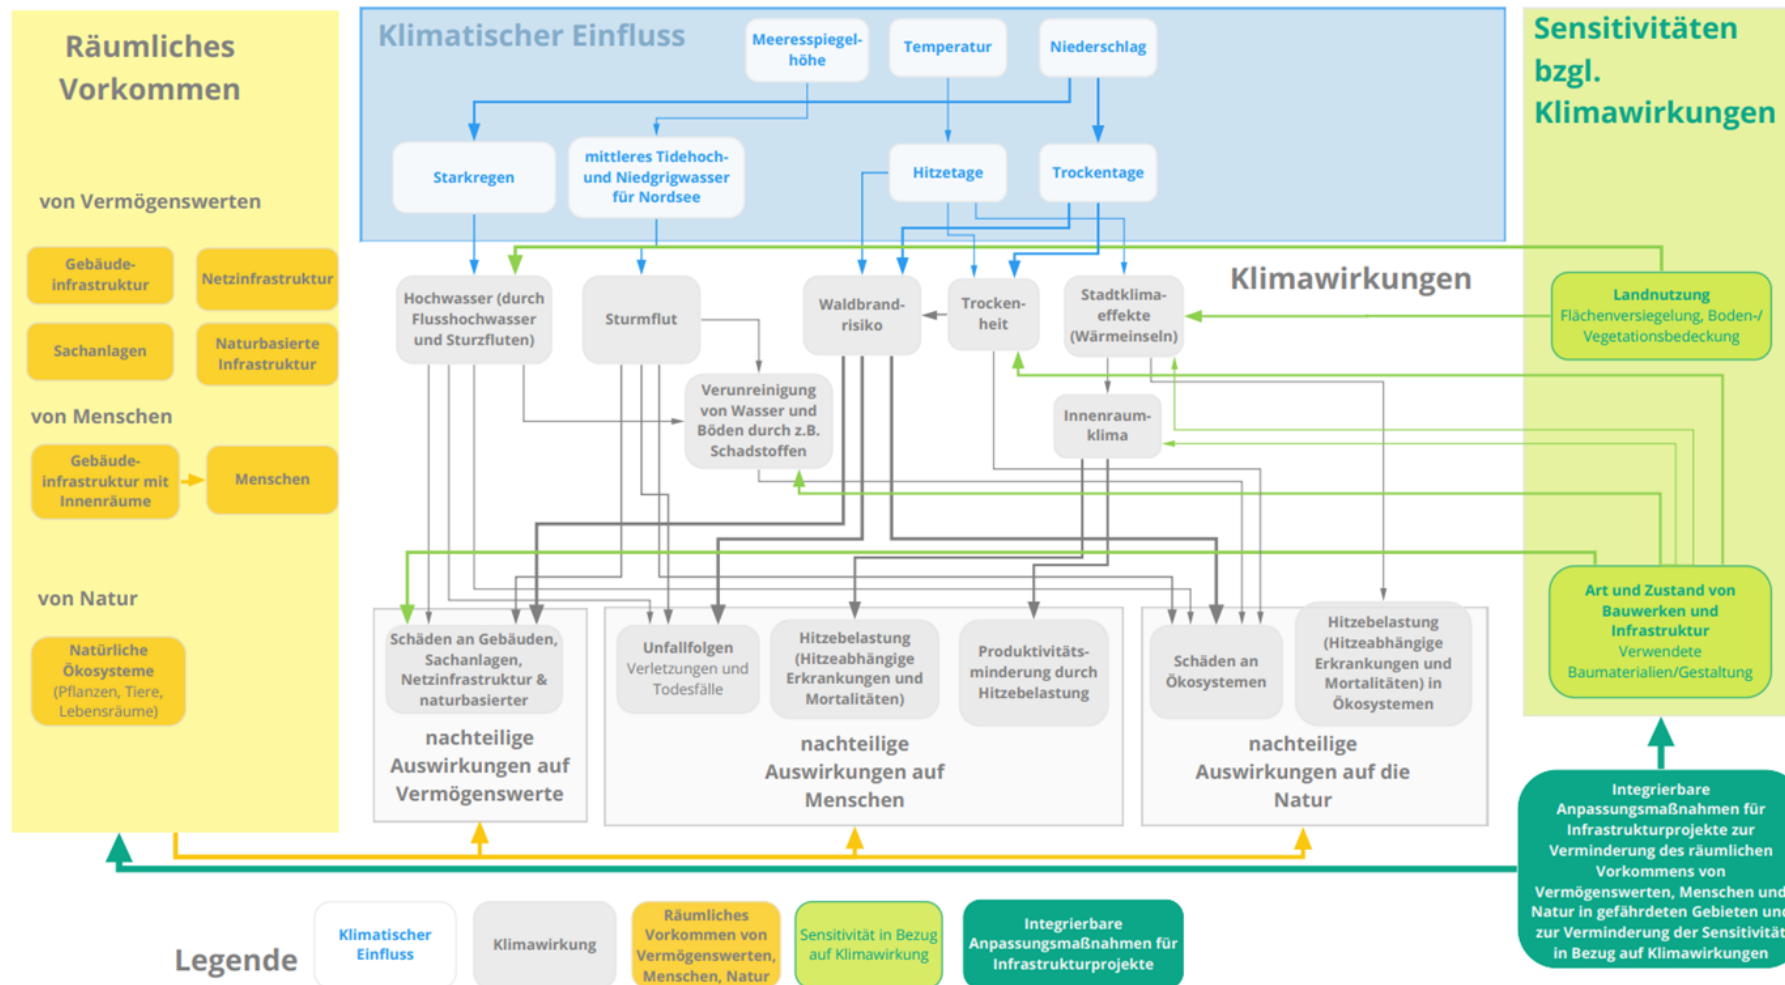 Räumliches
Vorkommen
von Vermögenswerten
Gebäude-
infrastruktur
Netzinfrastruktur
Sachanlagen
Naturbasierte
Infrastruktur
von Menschen
Gebäude-
infrastruktur mit
Innenräume
Menschen
von Natur
Natürliche
Ökosysteme
(Pflanzen, Tiere,
Lebensräume)
Klimatischer Einfluss
Meeresspiegel-
höhe
Temperatur
Niederschlag
Starkregen
mittleres Tidehoch-
und Niedgrigwasser
für Nordsee
Hitzetage
Trockentage
Klimawirkungen
Hochwasser (durch
Flusshochwasser
und Sturzfluten)
Sturmflut
Waldbrand-
risiko
Trocken-
heit
Stadtklima-
effekte
(Wärmeinseln)
Verunreinigung
von Wasser und
Böden durch z.B.
Schadstoffen
Innenraum-
klima
Schäden an Gebäuden,
Sachanlagen,
Netzinfrastruktur &
naturbasierter
nachteilige
Auswirkungen auf
Vermögenswerte
Unfallfolgen
Verletzungen und
Todesfälle
Hitzebelastung
(Hitzeabhängige
Erkrankungen und
Mortalitäten)
Produktivitäts-
minderung durch
Hitzebelastung
nachteilige
Auswirkungen auf
Menschen
Schäden an
Ökosystemen
Hitzebelastung
(Hitzeabhängige
Erkrankungen und
Mortalitäten) in
Ökosystemen
nachteilige
Auswirkungen auf die
Natur
Sensitivitäten
bzgl.
Klimawirkungen
Landnutzung
Flächenversiegelung, Boden-/
Vegetationsbedeckung
Art und Zustand von
Bauwerken und
Infrastruktur
Verwendete
Baumaterialien/Gestaltung
Integrierbare
Anpassungsmaßnahmen für
Infrastrukturprojekte zur
Verminderung des räumlichen
Vorkommens von
Vermögenswerten, Menschen und
Natur in gefährdeten Gebieten und
zur Verminderung der Sensitivität
in Bezug auf Klimawirkungen
Legende
Klimatischer
Einfluss
Klimawirkung
Räumliches
Vorkommen von
Vermögenswerten,
Menschen, Natur
Sensitivität in Bezug
auf Klimawirkung
Integrierbare
Anpassungsmaßnahmen für
Infrastrukturprojekte